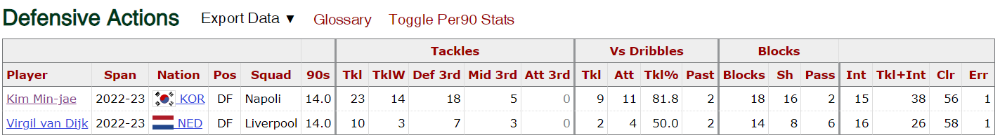 Defensive Actions Export Data ▼ Glossary Toggle Per90 Stats
Tackles Vs Dribbles Blocks
Player Span Nation Pos Squad 90s Tkl TklW Def 3rd Mid 3rd Att 3rd Tkl Att Tkl% Past Blocks Sh Pass Int Tkl+Int Clr Err
Kim Min-jae 2022-23 KOR DF Napoli 14.0 23 14 18 5 0 9 11 81.8 2 18 16 2 15 38 56 1
Virgil van Dijk 2022-23 NED DF Liverpool 14.0 10 3 7 3 0 2 4 50.0 2 14 8 6 16 26 58 1